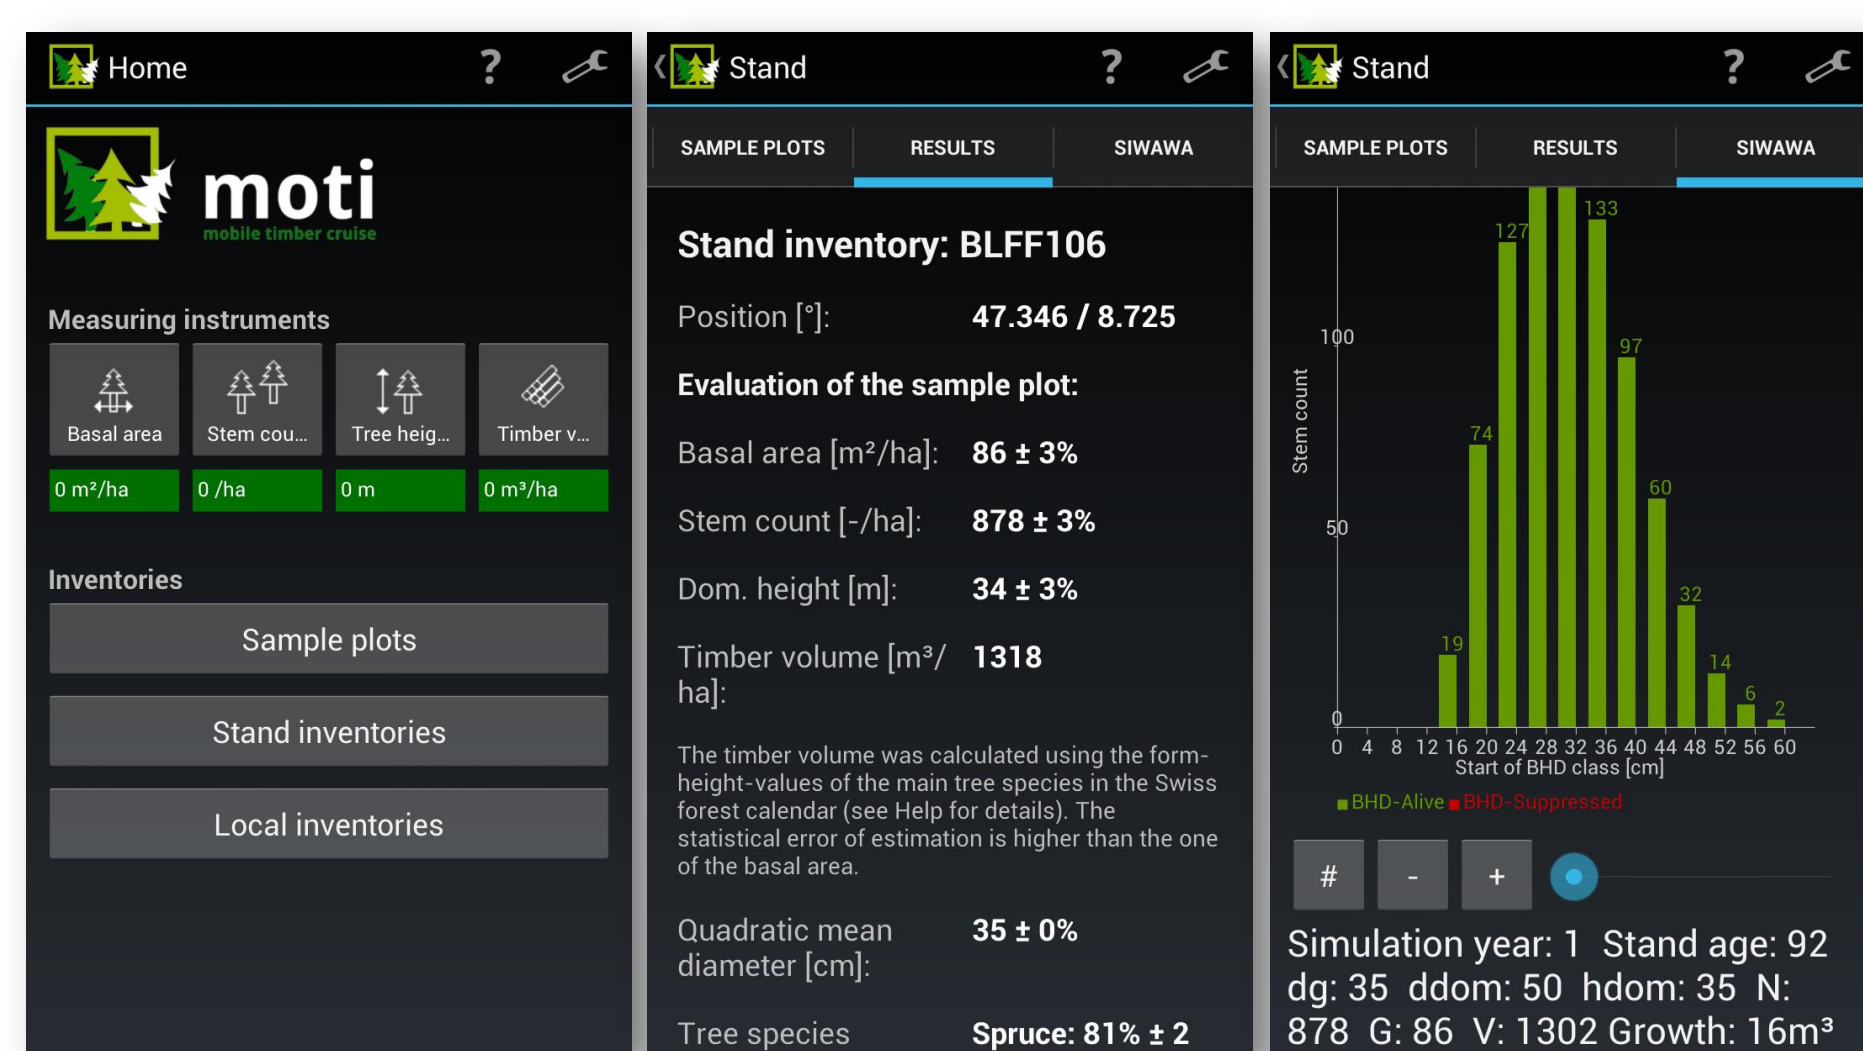 Home
?
moti
mobile timber cruise
Measuring instruments
Basal area
Stem cou...
Tree heig...
Timber v...
0 m²/ha
0 /ha
0 m
0 m³/ha
Inventories
Sample plots
Stand inventories
Local inventories
Stand
?
SAMPLE PLOTS
RESULTS
SIWAWA
Stand inventory: BLFF106
Position [°]: 47.346 / 8.725
Evaluation of the sample plot:
Basal area [m²/ha]: 86 ± 3%
Stem count [-/ha]: 878 ± 3%
Dom. height [m]: 34 ± 3%
Timber volume [m³/ 1318
ha]:
The timber volume was calculated using the form-
height-values of the main tree species in the Swiss
forest calendar (see Help for details). The
statistical error of estimation is higher than the one
of the basal area.
Quadratic mean 35 ± 0%
diameter [cm]:
Tree species Spruce: 81% ± 2
Stand
?
SAMPLE PLOTS
RESULTS
SIWAWA
133
127
100
97
Stem count
74
60
50
32
19
14
6
2
0
0 4 8 12 16 20 24 28 32 36 40 44 48 52 56 60
Start of BHD class [cm]
BHD-Alive BHD-Suppressed
# - +
Simulation year: 1 Stand age: 92
dg: 35 ddom: 50 hdom: 35 N:
878 G: 86 V: 1302 Growth: 16m³